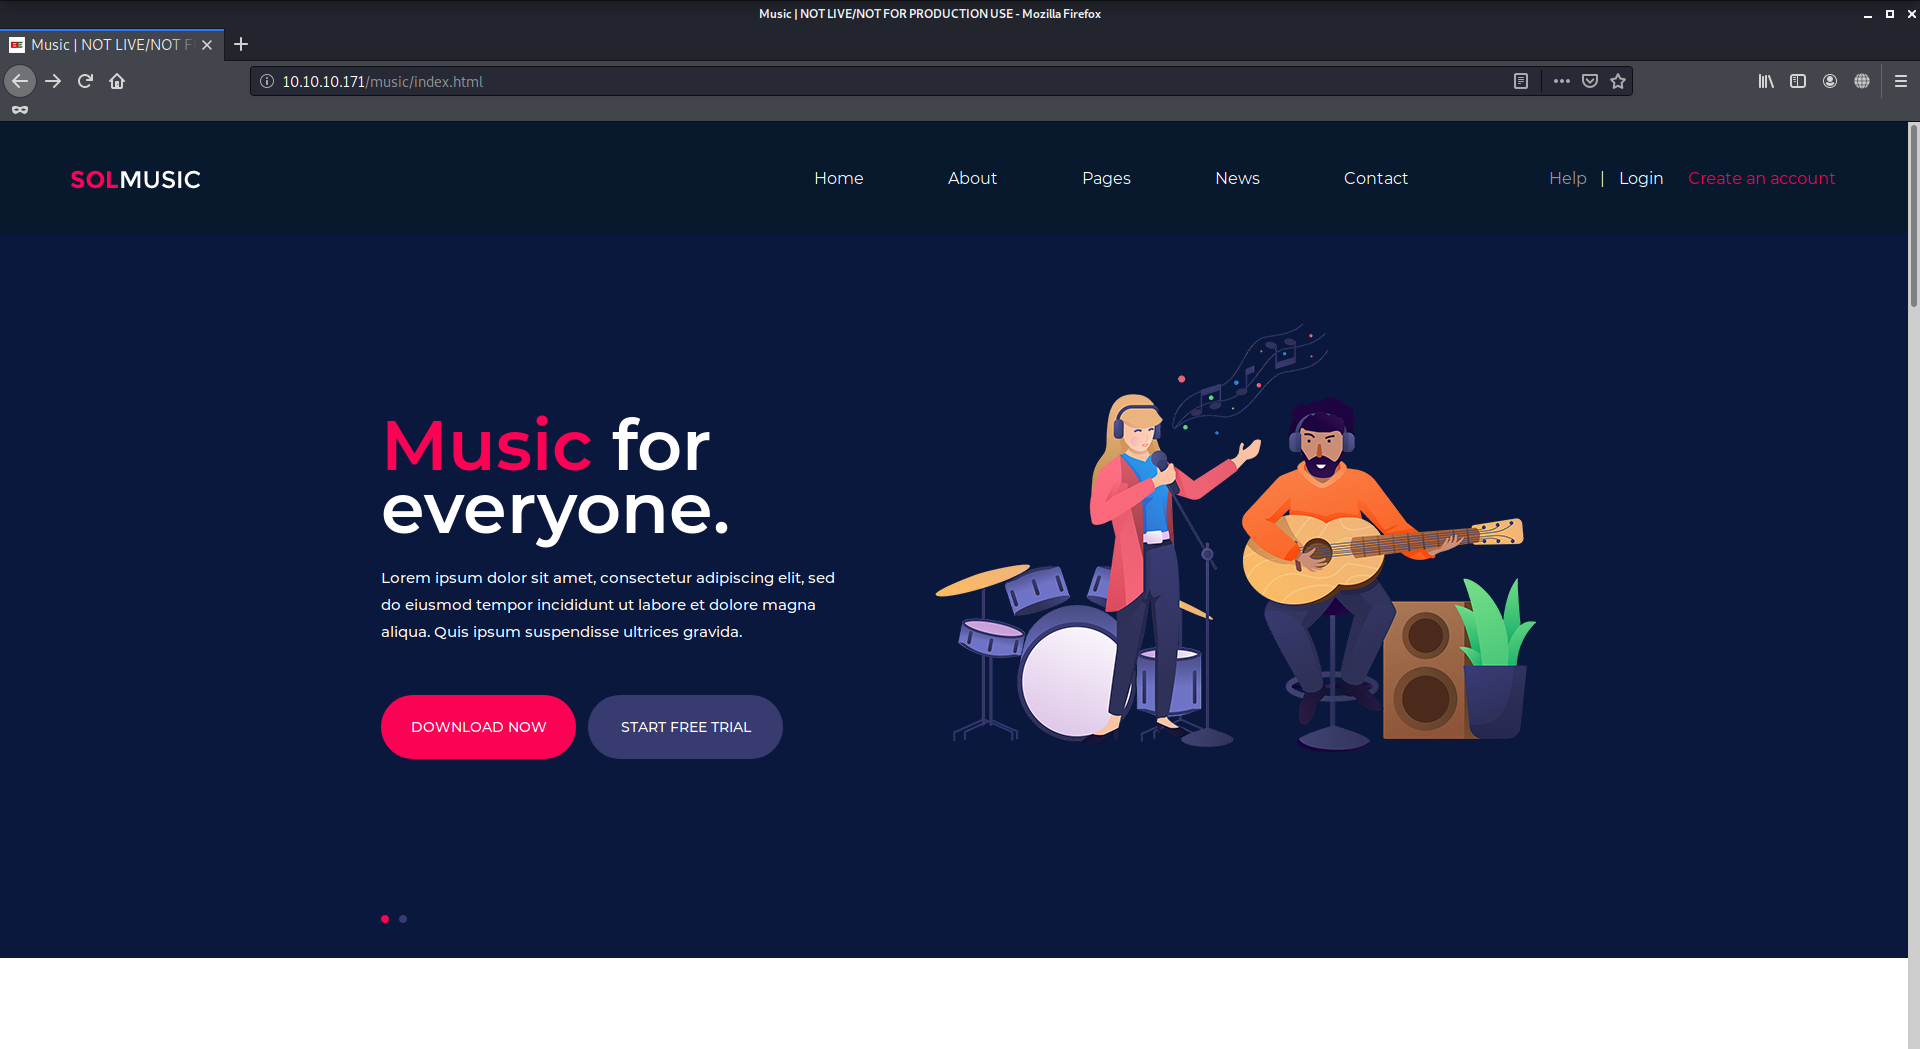 Music | NOT LIVE/NOT FOR PRODUCTION USE - Mozilla Firefox
Music | NOT LIVE/NOT F
10.10.10.171/music/index.html
SOLMUSIC
Home About Pages News Contact Help | Login Create an account
Music for
everyone.
Lorem ipsum dolor sit amet, consectetur adipiscing elit, sed
do eiusmod tempor incididunt ut labore et dolore magna
aliqua. Quis ipsum suspendisse ultrices gravida.
DOWNLOAD NOW START FREE TRIAL